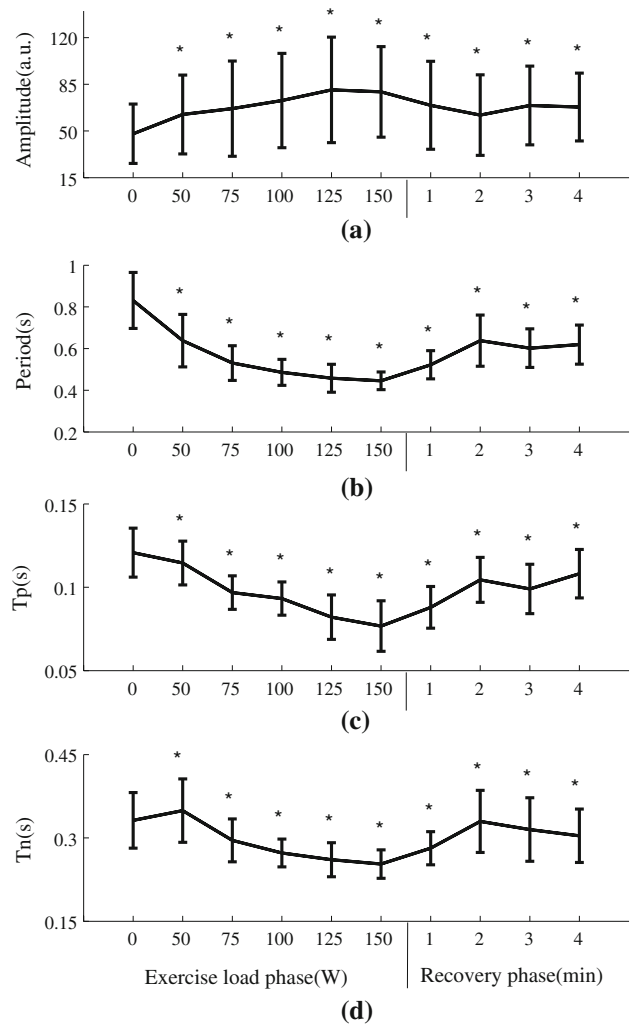 120
85
50
15
Amplitude(a.u.)
* * * * * * * * *
0 50 75 100 125 150 1 2 3 4
(a)
1
0.8
0.6
0.4
0.2
Period(s)
* * * * * * * * *
0 50 75 100 125 150 1 2 3 4
(b)
0.15
0.1
0.05
Tp(s)
* * * * * * * * *
0 50 75 100 125 150 1 2 3 4
(c)
0.45
0.3
0.15
Tn(s)
* * * * * * * * *
0 50 75 100 125 150 1 2 3 4
Exercise load phase(W) Recovery phase(min)
(d)